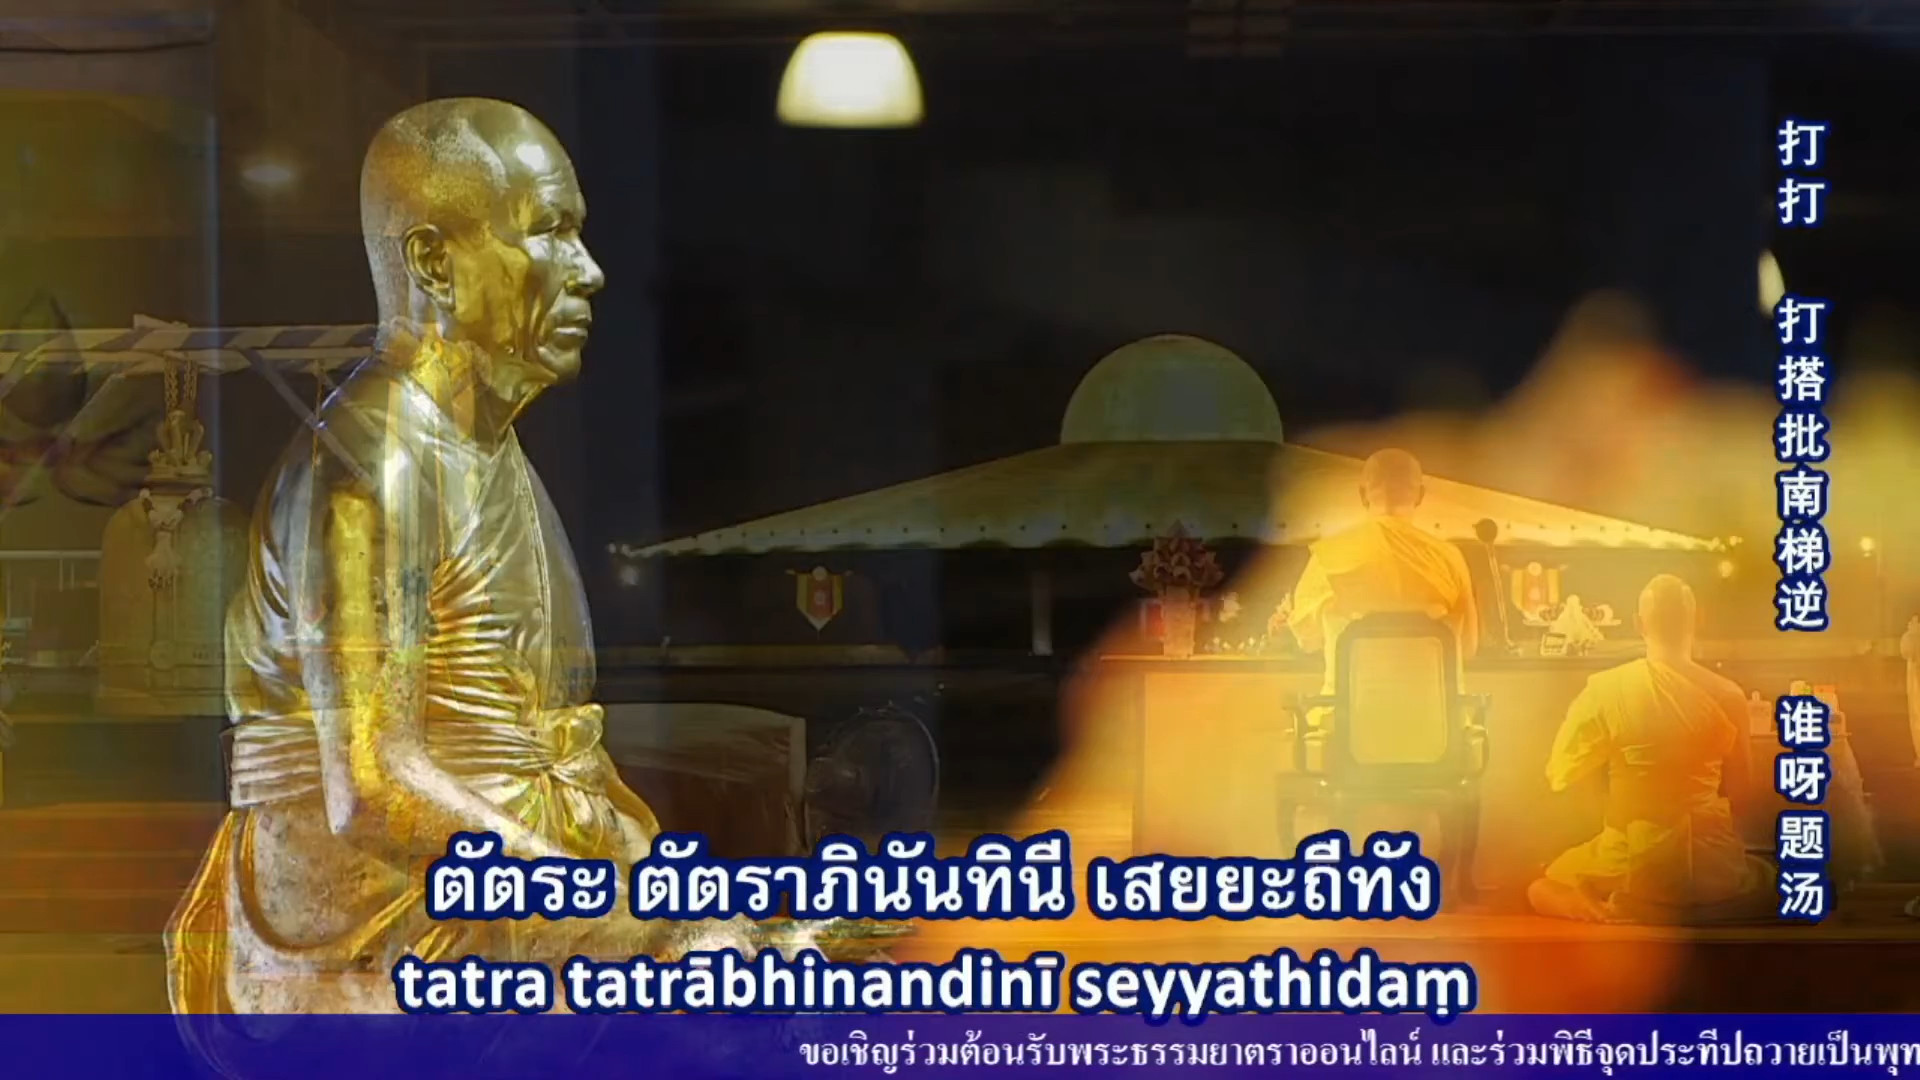 打打 打搭批南梯逆 谁呀题汤
ตัตระ ตัตราภินันทินี เสยยะถีทัง
tatra tatrābhinandinī seyyathidaṃ
ขอเชิญร่วมต้อนรับพระธรรมยาตราออนไลน์ และร่วมพิธีจุดประทีปถวายเป็นพุท